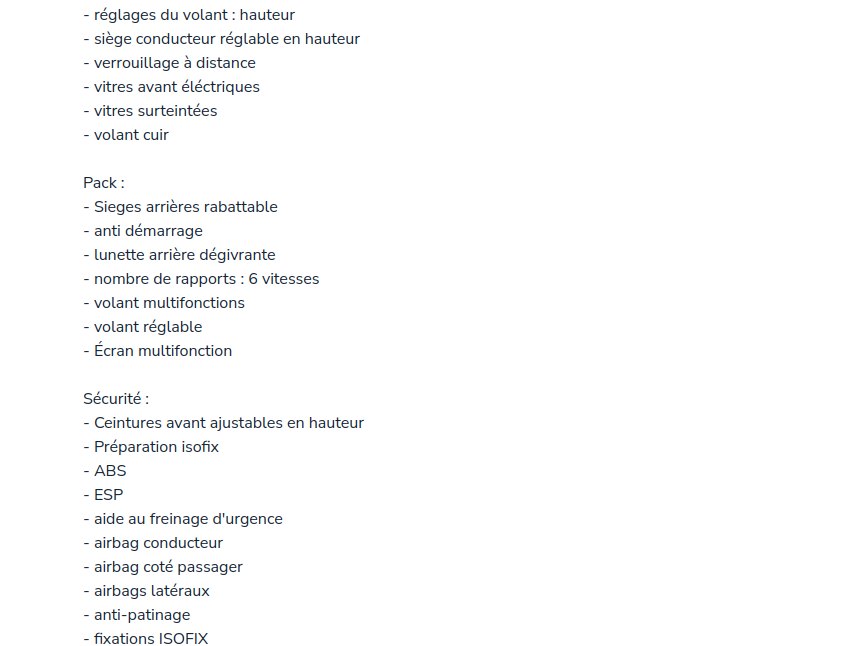 - réglages du volant : hauteur
- siège conducteur réglable en hauteur
- verrouillage à distance
- vitres avant éléctriques
- vitres surteintées
- volant cuir
Pack :
- Sieges arrières rabattable
- anti démarrage
- lunette arrière dégivrante
- nombre de rapports : 6 vitesses
- volant multifonctions
- volant réglable
- Écran multifonction
Sécurité :
- Ceintures avant ajustables en hauteur
- Préparation isofix
- ABS
- ESP
- aide au freinage d'urgence
- airbag conducteur
- airbag coté passager
- airbags latéraux
- anti-patinage
- fixations ISOFIX